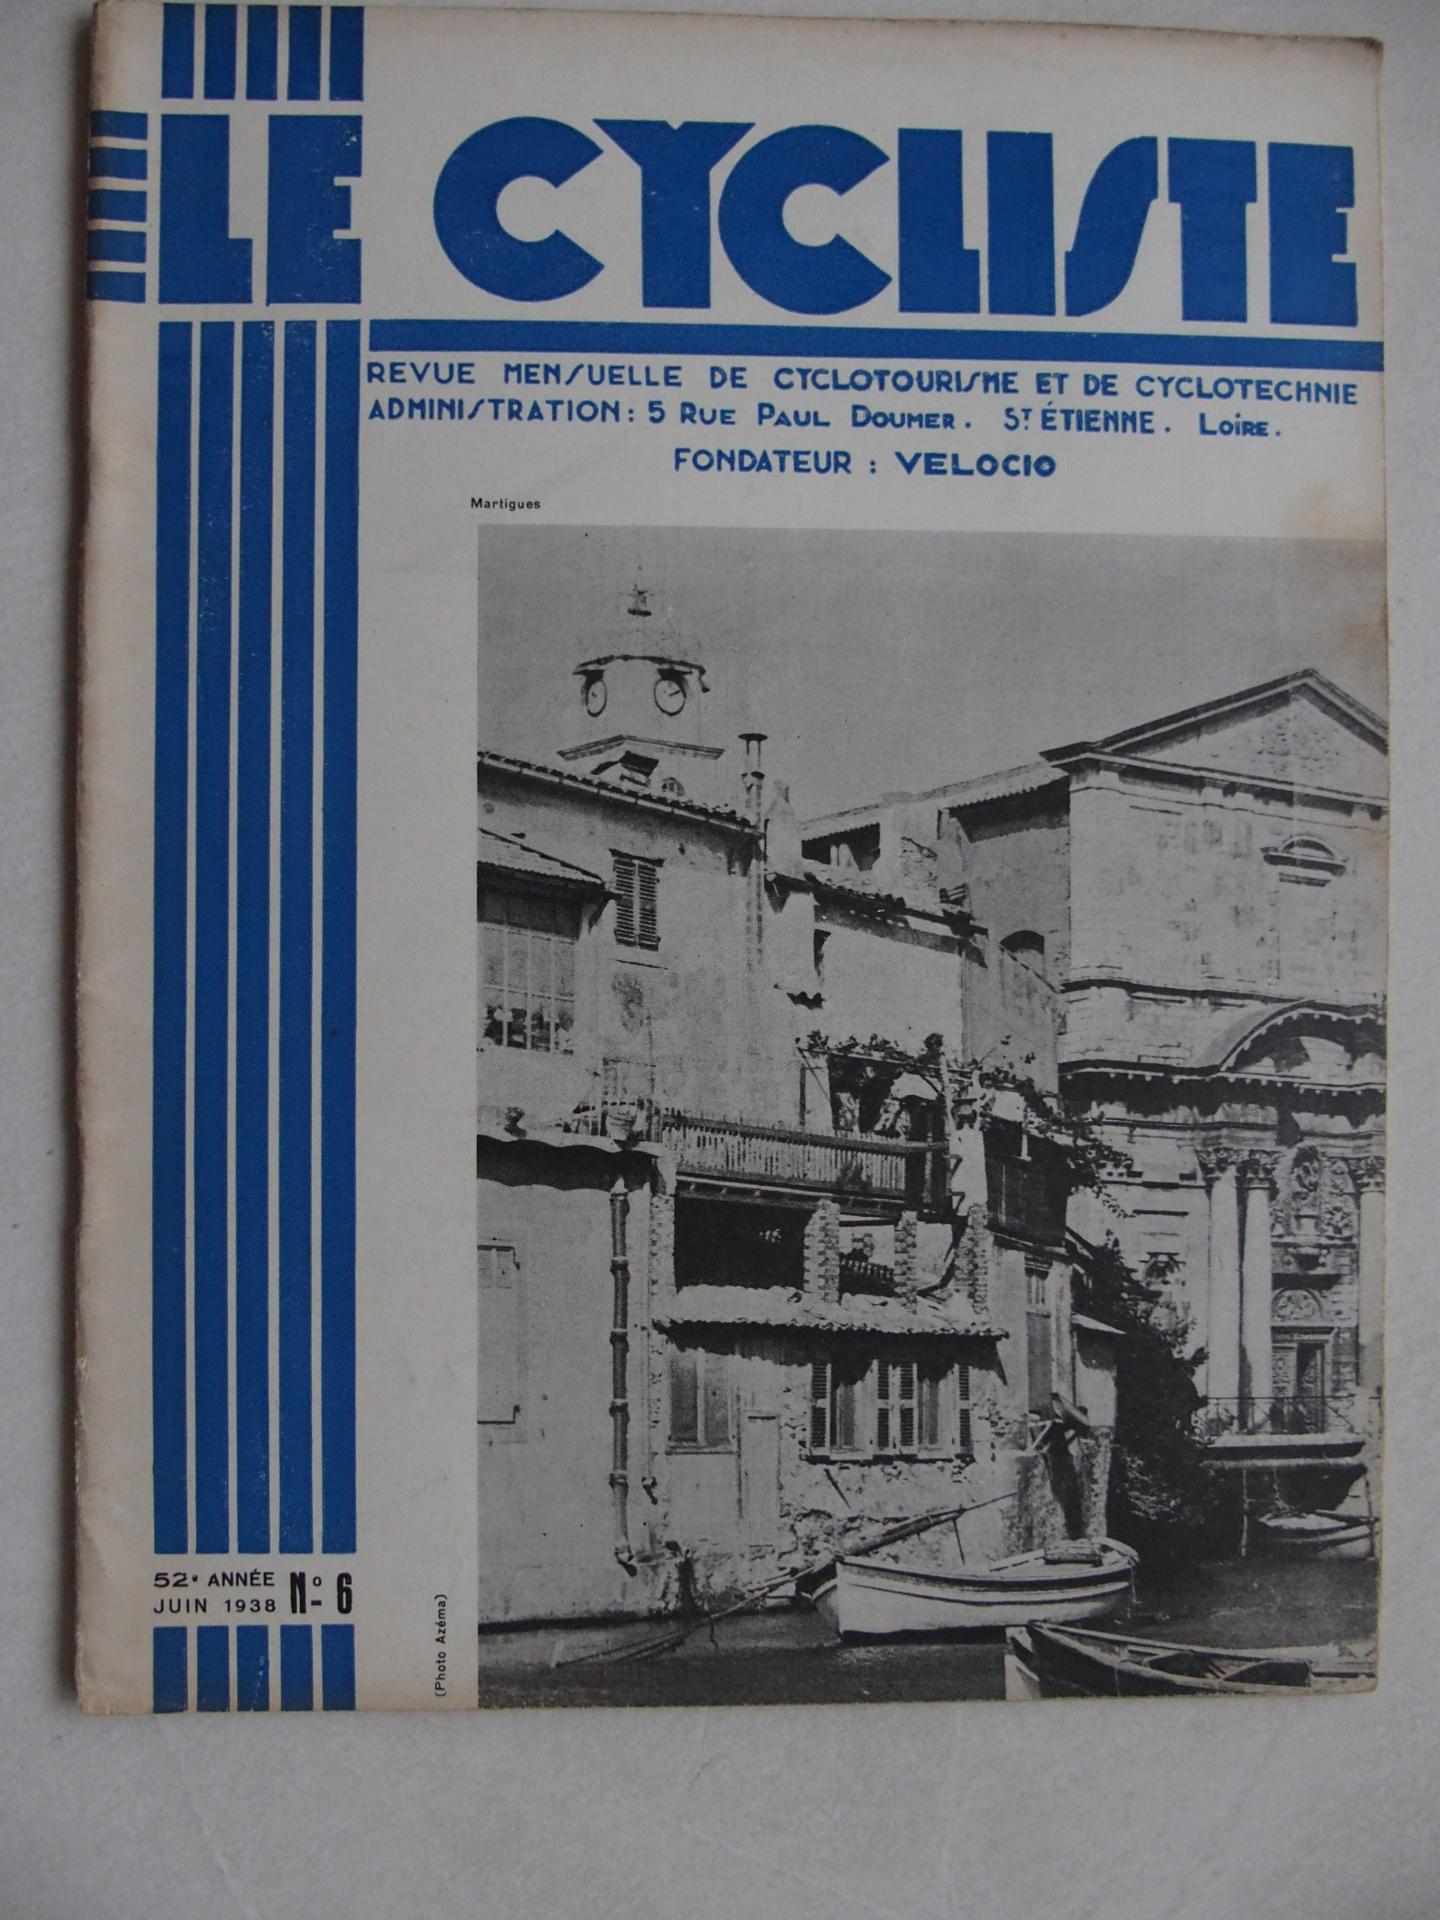 LE CYCLISTE
REVUE MENSUELLE DE CYCLOTOURISME ET DE CYCLOTECHNIE
ADMINISTRATION : 5 RUE PAUL DOUMER. ST ÉTIENNE. LOIRE.
FONDATEUR : VELOCIO
Martigues
52e ANNÉE
JUIN 1938 No 6
(Photo Azéma)